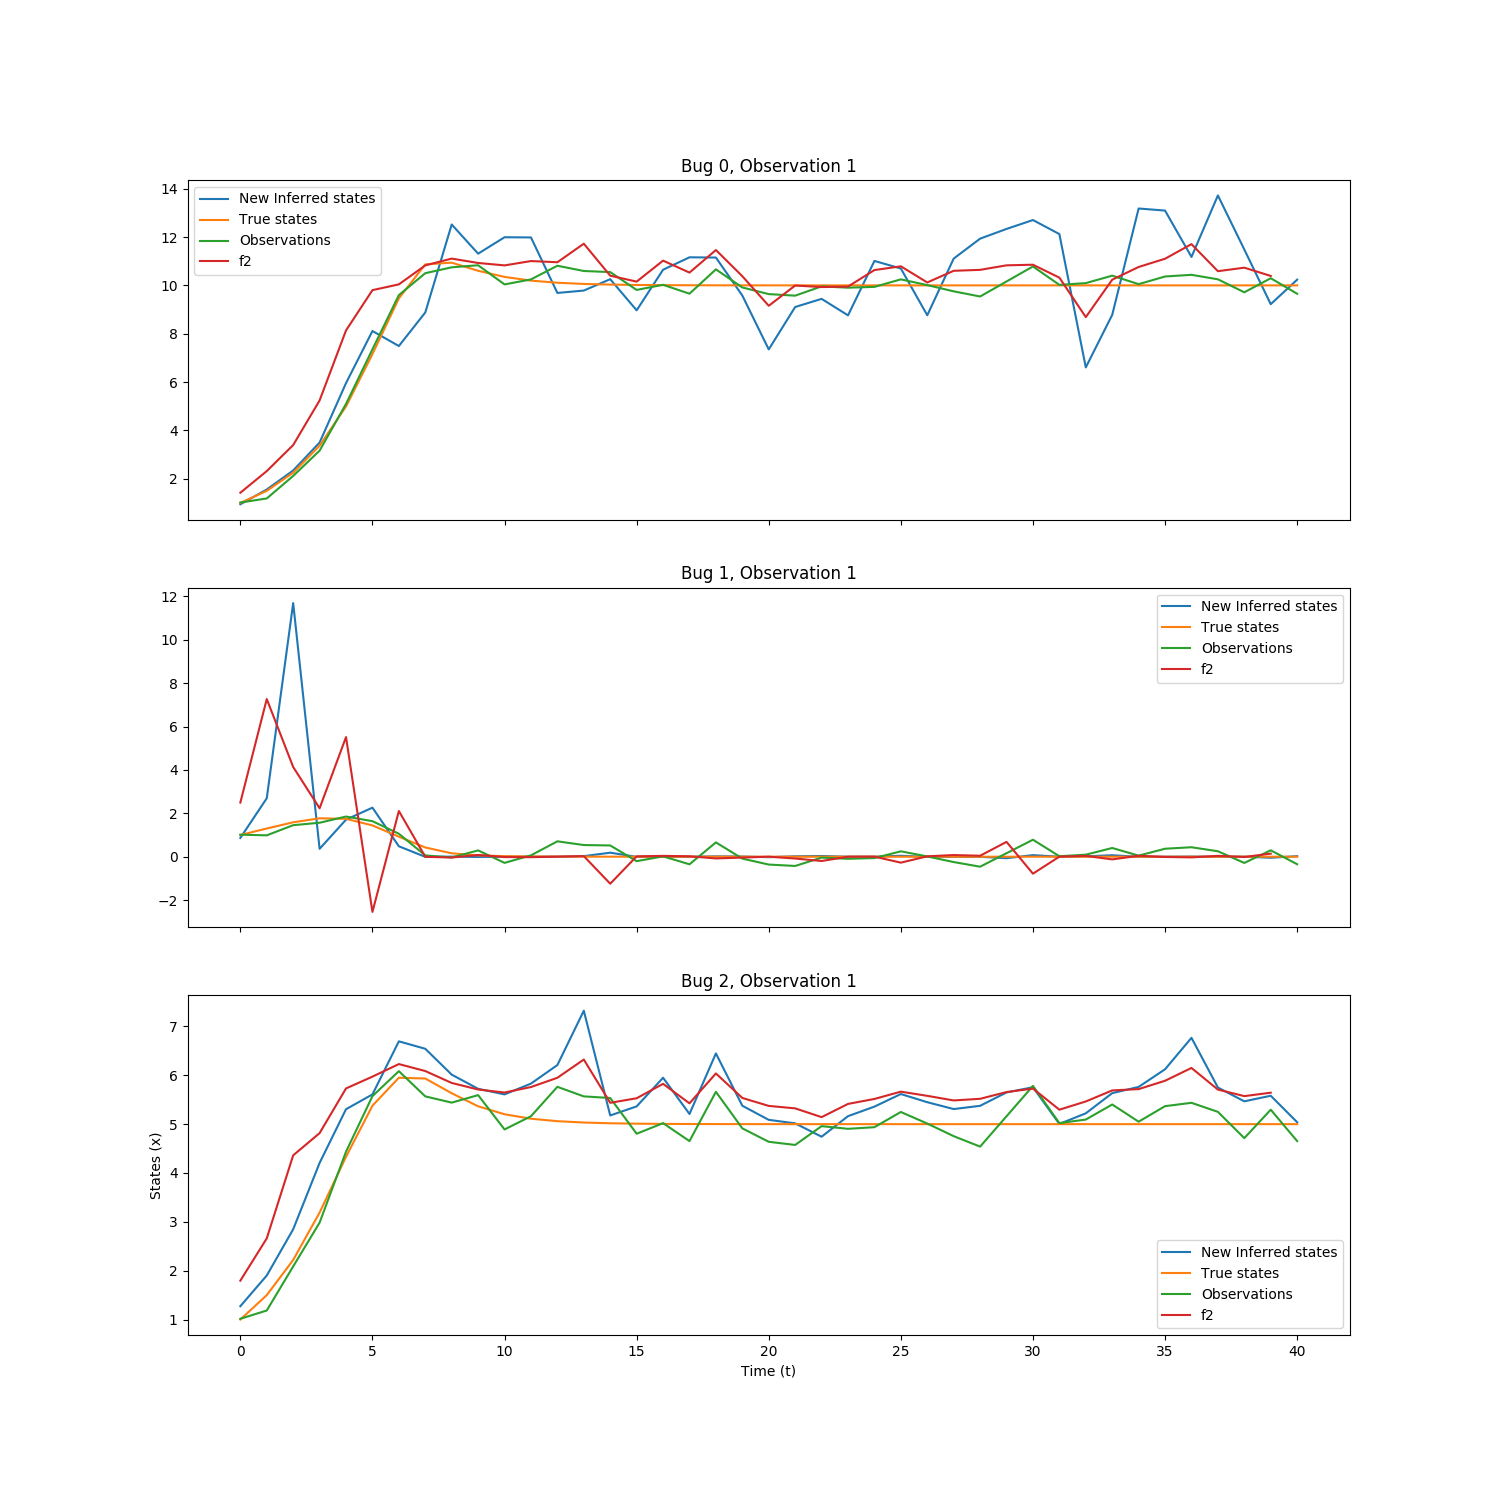 Bug 0, Observation 1
14
12
10
8
6
4
2
New Inferred states
True states
Observations
f2
Bug 1, Observation 1
12
10
8
6
4
2
0
−2
New Inferred states
True states
Observations
f2
Bug 2, Observation 1
7
6
5
4
3
2
1
States (x)
New Inferred states
True states
Observations
f2
0 5 10 15 20 25 30 35 40
Time (t)